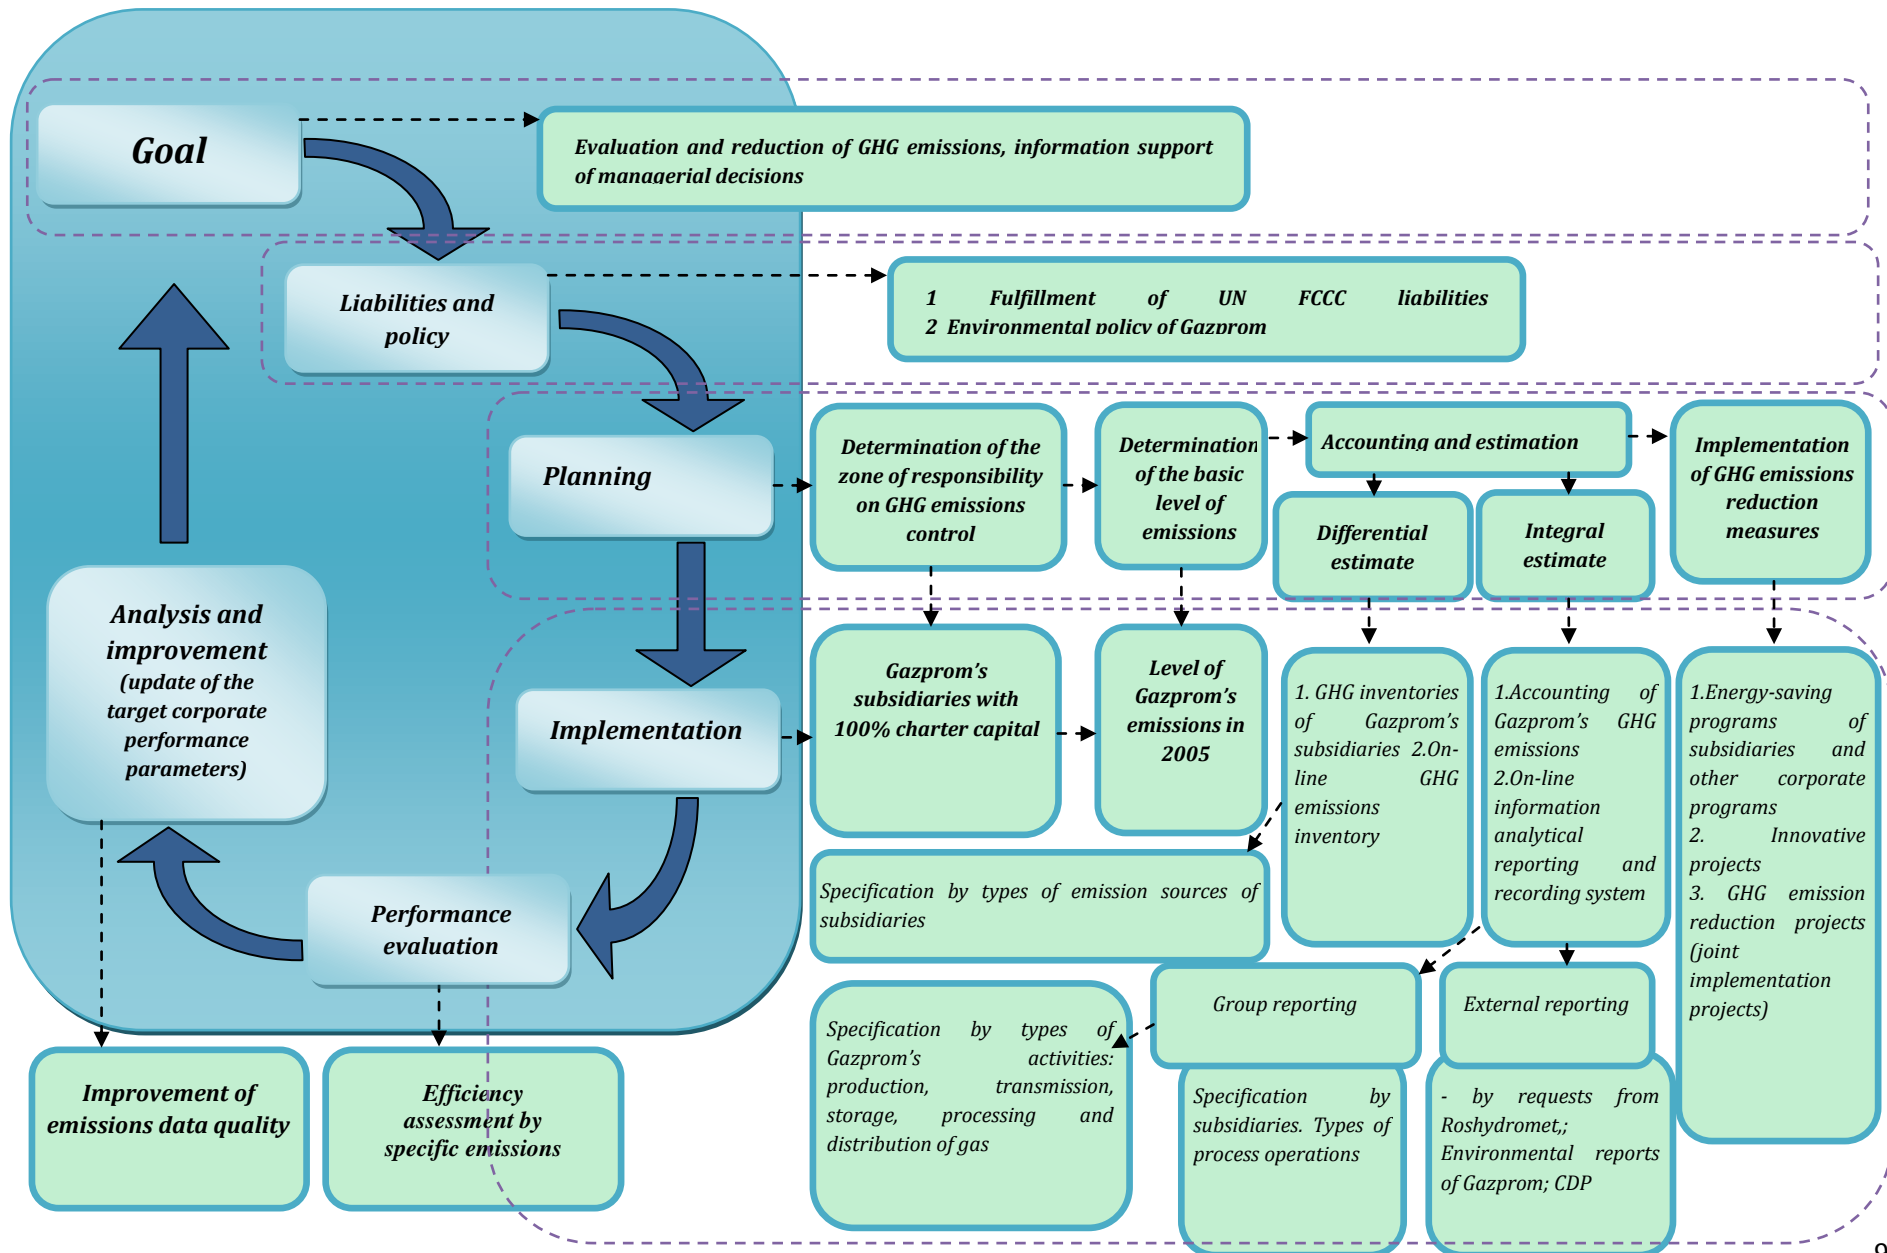 Goal
Evaluation and reduction of GHG emissions, information support
of managerial decisions
Liabilities and
policy
1 Fulfillment of UN FCCC liabilities
2 Environmental policy of Gazprom
Planning
Determination of the
zone of responsibility
on GHG emissions
control
Determination
of the basic
level of
emissions
Accounting and estimation
Differential
estimate
Integral
estimate
Implementation
of GHG emissions
reduction
measures
Analysis and
improvement
(update of the
target corporate
performance
parameters)
Implementation
Gazprom's
subsidiaries with
100% charter capital
Level of
Gazprom's
emissions in
2005
1. GHG inventories
of Gazprom's
subsidiaries 2.On-
line GHG
emissions
inventory
1.Accounting of
Gazprom's GHG
emissions
2.On-line
information
analytical
reporting and
recording system
1.Energy-saving
programs of
subsidiaries and
other corporate
programs
2. Innovative
projects
3. GHG emission
reduction projects
(joint
implementation
projects)
Specification by types of emission sources of
subsidiaries
Performance
evaluation
Group reporting
External reporting
Specification by types of
Gazprom's activities:
production, transmission,
storage, processing and
distribution of gas
Specification by
subsidiaries. Types of
process operations
- by requests from
Roshydromet,;
Environmental reports
of Gazprom; CDP
Improvement of
emissions data quality
Efficiency
assessment by
specific emissions
9